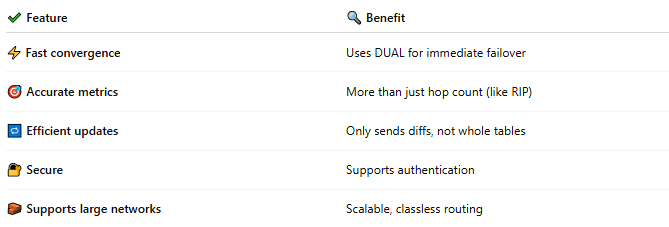 Feature Benefit
Fast convergence Uses DUAL for immediate failover
Accurate metrics More than just hop count (like RIP)
Efficient updates Only sends diffs, not whole tables
Secure Supports authentication
Supports large networks Scalable, classless routing